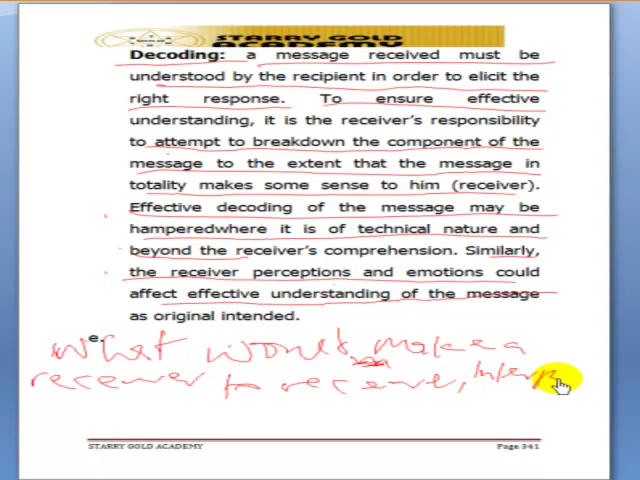 STARRY GOLD
ACADEMY
Decoding: a message received must be
understood by the recipient in order to elicit the
right response. To ensure effective
understanding, it is the receiver's responsibility
to attempt to breakdown the component of the
message to the extent that the message in
totality makes some sense to him (receiver).
Effective decoding of the message may be
hamperedwhere it is of technical nature and
beyond the receiver's comprehension. Similarly,
the receiver perceptions and emotions could
affect effective understanding of the message
as original intended.
e.
What make a
receiver to receive,
STARRY GOLD ACADEMY Page 341